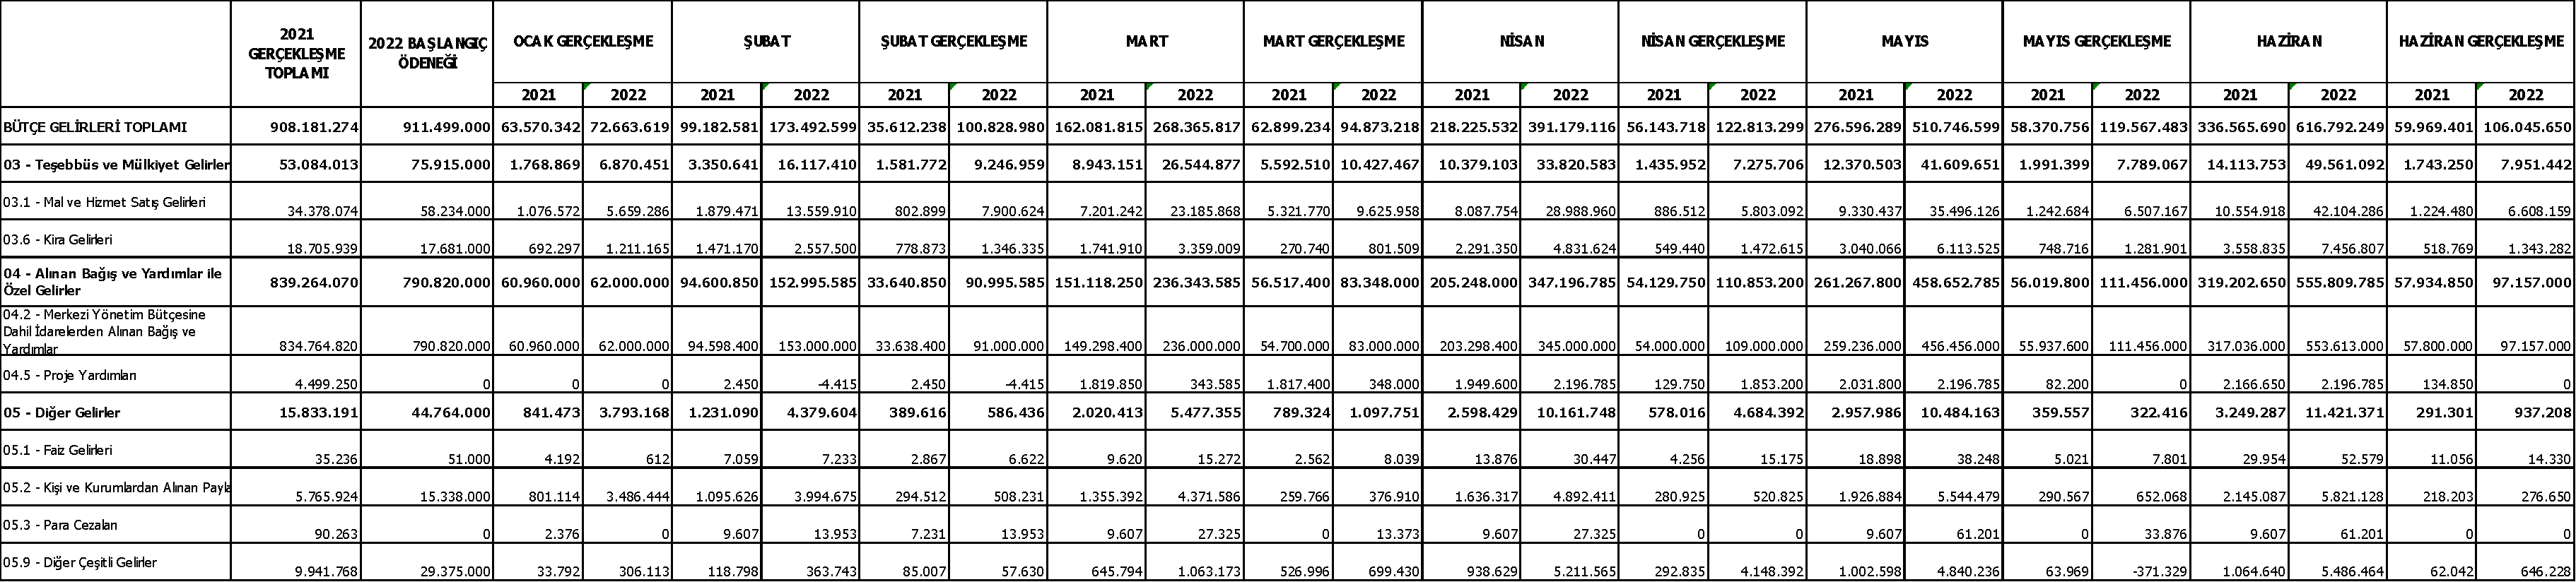 2021 GERÇEKLEŞME TOPLAMI 2022 BAŞLANGIÇ ÖDENEĞİ OCAK GERÇEKLEŞME ŞUBAT ŞUBAT GERÇEKLEŞME MART MART GERÇEKLEŞME NİSAN NİSAN GERÇEKLEŞME MAYIS MAYIS GERÇEKLEŞME HAZİRAN HAZİRAN GERÇEKLEŞME
2021 2022 2021 2022 2021 2022 2021 2022 2021 2022 2021 2022 2021 2022 2021 2022 2021 2022 2021 2022 2021 2022
BÜTÇE GELİRLERİ TOPLAMI 908.181.274 911.499.000 63.570.342 72.663.619 99.182.581 173.492.599 35.612.238 100.828.980 162.081.815 268.365.817 62.899.234 94.873.218 218.225.532 391.179.116 56.143.718 122.813.299 276.596.289 510.746.599 58.370.756 119.567.483 336.565.690 616.792.249 59.969.401 106.045.650
03 - Teşebbüs ve Mülkiyet Gelirler 53.084.013 75.915.000 1.768.869 6.870.451 3.350.641 16.117.410 1.581.772 9.246.959 8.943.151 26.544.877 5.592.510 10.427.467 10.379.103 33.820.583 1.435.952 7.275.706 12.370.503 41.609.651 1.991.399 7.789.067 14.113.753 49.561.092 1.743.250 7.951.442
03.1 - Mal ve Hizmet Satış Gelirleri 34.378.074 58.234.000 1.076.572 5.659.286 1.879.471 13.559.910 802.899 7.900.624 7.201.242 23.185.868 5.321.770 9.625.958 8.087.754 28.988.960 886.512 5.803.092 9.330.437 35.496.126 1.242.684 6.507.167 10.554.918 42.104.286 1.224.480 6.608.159
03.6 - Kira Gelirleri 18.705.939 17.681.000 692.297 1.211.165 1.471.170 2.557.500 778.873 1.346.335 1.741.910 3.359.009 270.740 801.509 2.291.350 4.831.624 549.440 1.472.615 3.040.066 6.113.525 748.716 1.281.901 3.558.835 7.456.807 518.769 1.343.282
04 - Alınan Bağış ve Yardımlar ile
Özel Gelirler 839.264.070 790.820.000 60.960.000 62.000.000 94.600.850 152.995.585 33.640.850 90.995.585 151.118.250 236.343.585 56.517.400 83.348.000 205.248.000 347.196.785 54.129.750 110.853.200 261.267.800 458.652.785 56.019.800 111.456.000 319.202.650 555.809.785 57.934.850 97.157.000
04.2 - Merkezi Yönetim Bütçesine
Dahil İdarelerden Alınan Bağış ve
Yardımlar 834.764.820 790.820.000 60.960.000 62.000.000 94.598.400 153.000.000 33.638.400 91.000.000 149.298.400 236.000.000 54.700.000 83.000.000 203.298.400 345.000.000 54.000.000 109.000.000 259.236.000 456.456.000 55.937.600 111.456.000 317.036.000 553.613.000 57.800.000 97.157.000
04.5 - Proje Yardımları 4.499.250 0 0 0 2.450 -4.415 2.450 -4.415 1.819.850 343.585 1.817.400 348.000 1.949.600 2.196.785 129.750 1.853.200 2.031.800 2.196.785 82.200 0 2.166.650 2.196.785 134.850 0
05 - Diğer Gelirler 15.833.191 44.764.000 841.473 3.793.168 1.231.090 4.379.604 389.616 586.436 2.020.413 5.477.355 789.324 1.097.751 2.598.429 10.161.748 578.016 4.684.392 2.957.986 10.484.163 359.557 322.416 3.249.287 11.421.371 291.301 937.208
05.1 - Faiz Gelirleri 35.236 51.000 4.192 612 7.059 7.233 2.867 6.622 9.620 15.272 2.562 8.039 13.876 30.447 4.256 15.175 18.898 38.248 5.021 7.801 29.954 52.579 11.056 14.330
05.2 - Kişi ve Kurumlardan Alınan Payla 5.765.924 15.338.000 801.114 3.486.444 1.095.626 3.994.675 294.512 508.231 1.355.392 4.371.586 259.766 376.910 1.636.317 4.892.411 280.925 520.825 1.926.884 5.544.479 290.567 652.068 2.145.087 5.821.128 218.203 276.650
05.3 - Para Cezaları 90.263 0 2.376 0 9.607 13.953 7.231 13.953 9.607 27.325 0 13.373 9.607 27.325 0 0 9.607 61.201 0 33.876 9.607 61.201 0 0
05.9 - Diğer Çeşitli Gelirler 9.941.768 29.375.000 33.792 306.113 118.798 363.743 85.007 57.630 645.794 1.063.173 526.996 699.430 938.629 5.211.565 292.835 4.148.392 1.002.598 4.840.236 63.969 -371.329 1.064.640 5.486.464 62.042 646.228